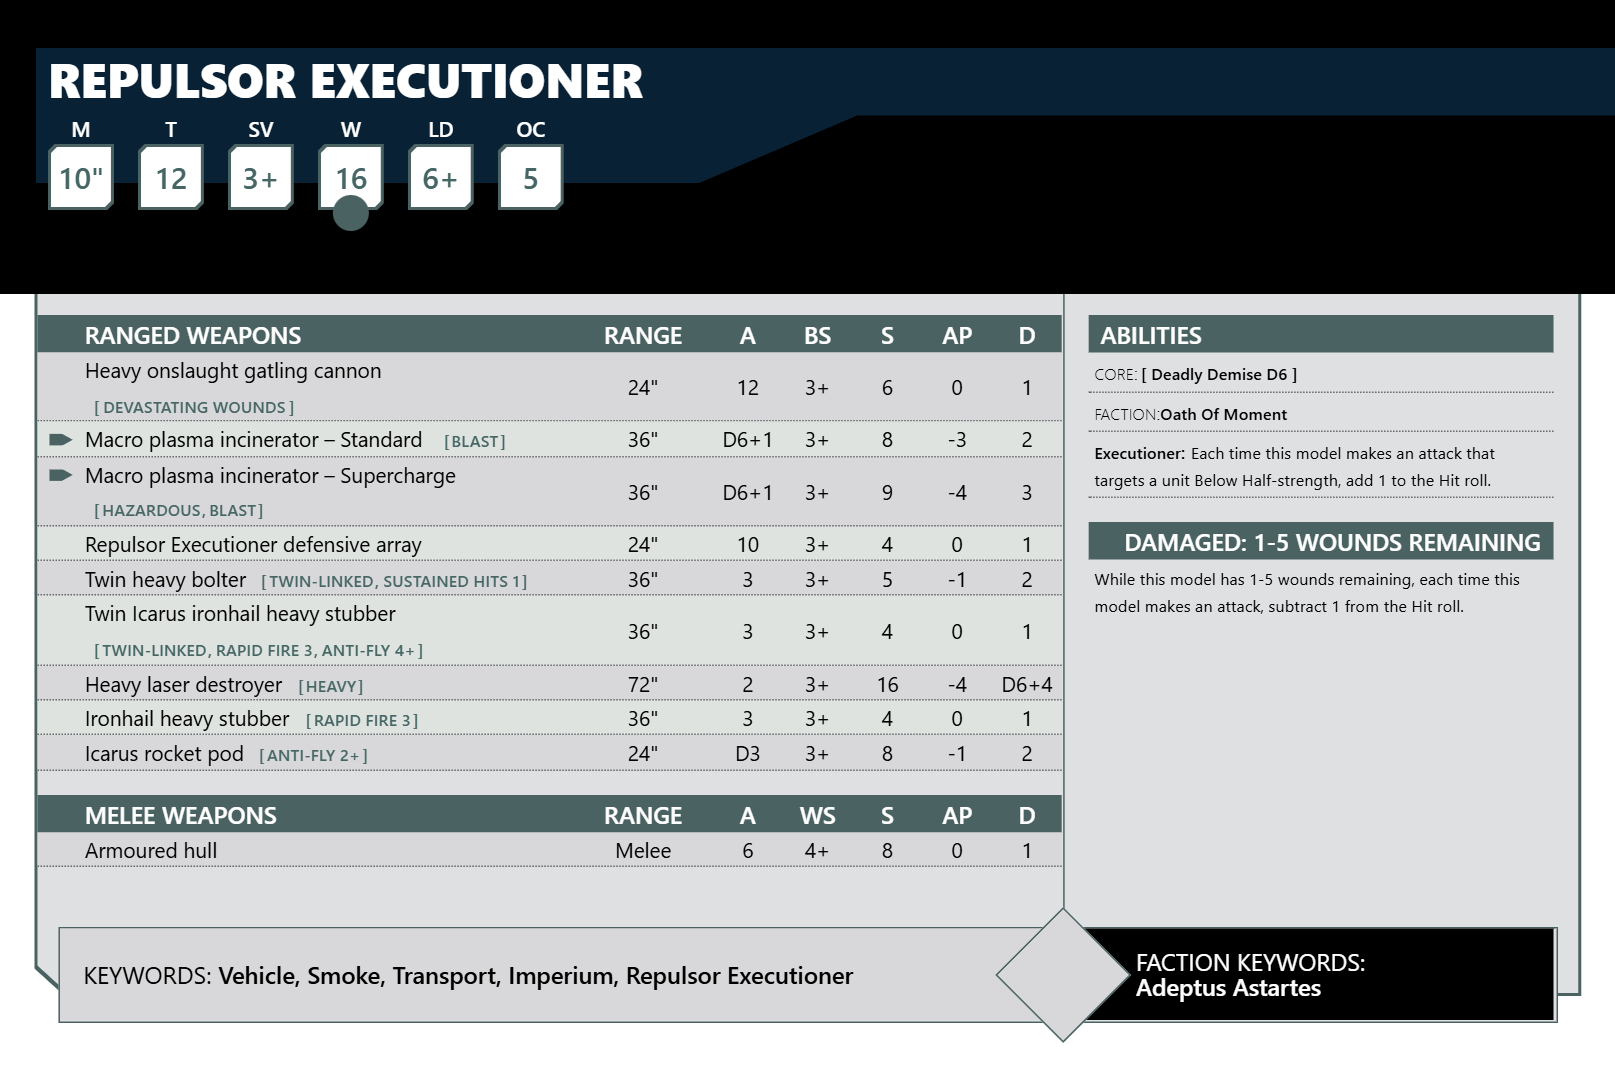 REPULSOR EXECUTIONER
M T SV W LD OC
10" 12 3+ 16 6+ 5
RANGED WEAPONS RANGE A BS S AP D
Heavy onslaught gatling cannon
[DEVASTATING WOUNDS] 24" 12 3+ 6 0 1
Macro plasma incinerator – Standard [BLAST] 36" D6+1 3+ 8 -3 2
Macro plasma incinerator – Supercharge
[HAZARDOUS, BLAST] 36" D6+1 3+ 9 -4 3
Repulsor Executioner defensive array 24" 10 3+ 4 0 1
Twin heavy bolter [TWIN-LINKED, SUSTAINED HITS 1] 36" 3 3+ 5 -1 2
Twin Icarus ironhail heavy stubber
[TWIN-LINKED, RAPID FIRE 3, ANTI-FLY 4+] 36" 3 3+ 4 0 1
Heavy laser destroyer [HEAVY] 72" 2 3+ 16 -4 D6+4
Ironhail heavy stubber [RAPID FIRE 3] 36" 3 3+ 4 0 1
Icarus rocket pod [ANTI-FLY 2+] 24" D3 3+ 8 -1 2
MELEE WEAPONS RANGE A WS S AP D
Armoured hull Melee 6 4+ 8 0 1
ABILITIES
CORE: [ Deadly Demise D6 ]
FACTION:Oath Of Moment
Executioner: Each time this model makes an attack that
targets a unit Below Half-strength, add 1 to the Hit roll.
DAMAGED: 1-5 WOUNDS REMAINING
While this model has 1-5 wounds remaining, each time this
model makes an attack, subtract 1 from the Hit roll.
KEYWORDS: Vehicle, Smoke, Transport, Imperium, Repulsor Executioner
FACTION KEYWORDS:
Adeptus Astartes